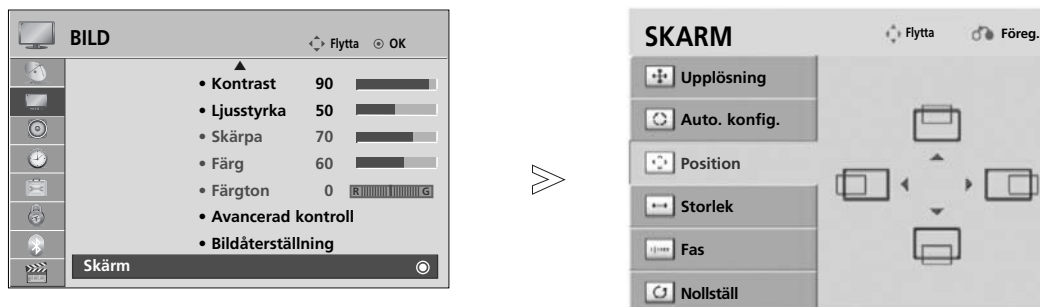 BILD
Flytta OK
• Kontrast 90
• Ljusstyrka 50
• Skärpa 70
• Färg 60
• Färgton 0 R G
• Avancerad kontroll
• Bildåterställning
Skärm
SKARM
Flytta Föreg.
Upplösning
Auto. konfig.
Position
Storlek
Fas
Nollställ